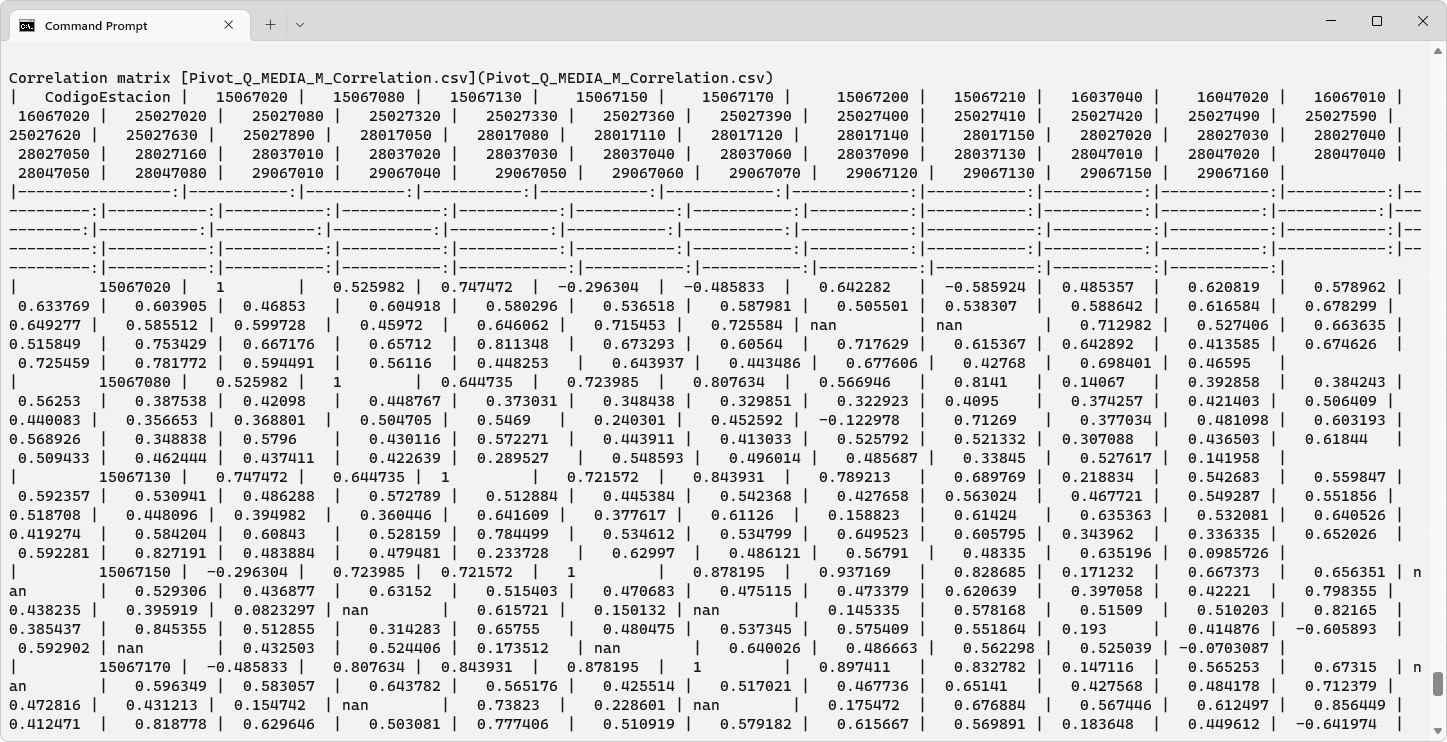 Command Prompt
Correlation matrix [Pivot_Q_MEDIA_M_Correlation.csv](Pivot_Q_MEDIA_M_Correlation.csv)
|   CodigoEstacion |   15067020 |   15067080 |   15067130 |   15067150 |   15067170 |   15067200 |   15067210 |   16037040 |   16047020 |   16067010 |
16067020 |   25027020 |   25027080 |   25027320 |   25027330 |   25027360 |   25027390 |   25027400 |   25027410 |   25027420 |   25027490 |   25027590 |
25027620 |   25027630 |   25027890 |   28017050 |   28017080 |   28017110 |   28017120 |   28017140 |   28017150 |   28027020 |   28027030 |   28027040 |
28027050 |   28027160 |   28037010 |   28037020 |   28037030 |   28037040 |   28037060 |   28037090 |   28037130 |   28047010 |   28047020 |   28047040 |
28047050 |   28047080 |   29067010 |   29067040 |   29067050 |   29067060 |   29067070 |   29067120 |   29067130 |   29067150 |   29067160 |
|-----------------:|-----------:|-----------:|-----------:|------------:|------------:|-------------:|-----------:|-----------:|-----------:|-----------:|--
---------:|-----------:|-----------:|-----------:|-----------:|-----------:|-----------:|-----------:|-----------:|-----------:|-----------:|---
--------:|-----------:|-----------:|-----------:|-----------:|-----------:|-----------:|------------:|------------:|-----------:|-----------:|--
---------:|-----------:|-----------:|-----------:|-----------:|-----------:|-----------:|-----------:|-----------:|-----------:|------------:|--
---------:|-----------:|-----------:|-----------:|------------:|-----------:|-----------:|-----------:|------------:|-----------:|-----------:|
|         15067020 |   1        |   0.525982 |   0.747472 |   -0.296304 |   -0.485833 |    0.642282  |  -0.585924 |   0.485357 |   0.620819 |   0.578962 |
0.633769 |   0.603905 |   0.46853  |   0.604918 |   0.580296 |   0.536518 |   0.587981 |   0.505501 |   0.538307 |   0.588642 |   0.616584 |   0.678299 |
0.649277 |   0.585512 |   0.599728 |   0.45972  |   0.646062 |   0.715453 |   0.725584 | nan         | nan         |   0.712982 |   0.527406 |   0.663635
0.515849 |   0.753429 |   0.667176 |   0.65712  |   0.811348 |   0.673293 |   0.60564  |   0.717629 |   0.615367 |   0.642892 |   0.413585 |   0.674626  |
0.725459 |   0.781772 |   0.594491 |   0.56116  |   0.448253  |   0.643937 |   0.443486 |   0.677606 |   0.42768  |   0.698401 |   0.46595   |
|         15067080 |   0.525982 |   1        |   0.644735 |   0.723985 |   0.807634 |    0.566946  |   0.8141   |   0.14067  |   0.392858 |   0.384243 |
0.56253  |   0.387538 |   0.42098  |   0.448767 |   0.373031 |   0.348438 |   0.329851 |   0.322923 |   0.4095   |   0.374257 |   0.421403 |   0.506409 |
0.440083 |   0.356653 |   0.368801 |   0.504705 |   0.5469   |   0.240301 |   0.452592 |   -0.122978 |   0.71269  |   0.377034 |   0.481098 |   0.603193
0.568926 |   0.348838 |   0.5796   |   0.430116 |   0.572271 |   0.443911 |   0.413033 |   0.525792 |   0.521332 |   0.307088 |   0.436503 |   0.61844   |
0.509433 |   0.462444 |   0.437411 |   0.422639 |   0.289527  |   0.548593 |   0.496014 |   0.485687 |   0.33845  |   0.527617 |   0.141958  |
|         15067130 |   0.747472 |   0.644735 |   1        |   0.721572 |   0.843931 |    0.789213  |   0.689769 |   0.218834 |   0.542683 |   0.559847 |
0.592357 |   0.530941 |   0.486288 |   0.572789 |   0.512884 |   0.445384 |   0.542368 |   0.427658 |   0.563024 |   0.467721 |   0.549287 |   0.551856 |
0.518708 |   0.448096 |   0.394982 |   0.360446 |   0.641609 |   0.377617 |   0.61126  |   0.158823  |   0.61424  |   0.635363 |   0.532081 |   0.640526 |
0.419274 |   0.584204 |   0.60843  |   0.528159 |   0.784499 |   0.534612 |   0.534799 |   0.649523 |   0.605795 |   0.343962 |   0.336335 |   0.652026  |
0.592281 |   0.827191 |   0.483884 |   0.479481 |   0.233728  |   0.62997  |   0.486121 |   0.56791  |   0.48335  |   0.635196 |   0.0985726 |
|         15067150 |  -0.296304 |   0.723985 |   0.721572 |   1         |   0.878195 |    0.937169  |   0.828685 |   0.171232 |   0.667373 |   0.656351 | n
an         |   0.529306 |   0.436877 |   0.63152  |   0.515403 |   0.470683 |   0.475115 |   0.473379 |   0.620639 |   0.397058 |   0.42221  |   0.798355 |
0.438235 |   0.395919 |   0.0823297 | nan        |   0.615721 |   0.150132 | nan        |   0.145335  |   0.578168 |   0.51509  |   0.510203 |   0.82165  |
0.385437 |   0.845355 |   0.512855 |   0.314283 |   0.65755  |   0.480475 |   0.537345 |   0.575409 |   0.551864 |   0.193    |   0.414876 |  -0.605893  |
0.592902 | nan        |   0.432503 |   0.524406 |   0.173512  | nan        |   0.640026 |   0.486663 |   0.562298 |   0.525039 |  -0.0703087 |
|         15067170 |  -0.485833 |   0.807634 |   0.843931 |   0.878195 |   1        |    0.897411  |   0.832782 |   0.147116 |   0.565253 |   0.67315  | n
an         |   0.596349 |   0.583057 |   0.643782 |   0.565176 |   0.425514 |   0.517021 |   0.467736 |   0.65141  |   0.427568 |   0.484178 |   0.712379 |
0.472816 |   0.431213 |   0.154742 | nan        |   0.73823  |   0.228601 | nan        |   0.175472  |   0.676884 |   0.567446 |   0.612497 |   0.856449 |
0.412471 |   0.818778 |   0.629646 |   0.503081 |   0.777406 |   0.510919 |   0.579182 |   0.615667 |   0.569891 |   0.183648 |   0.449612 |  -0.641974  |